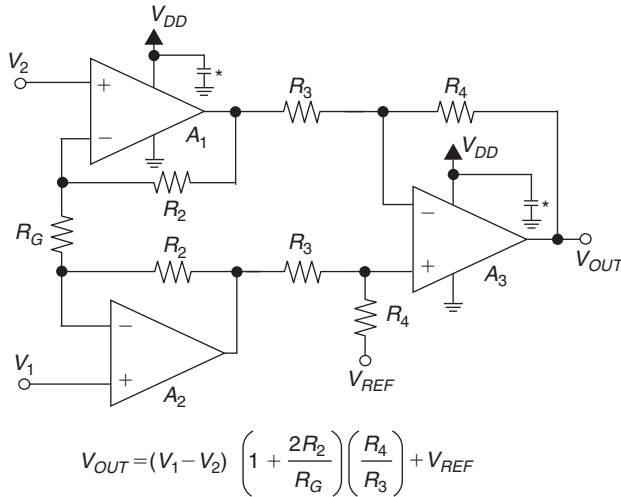 V_DD
V_2
*
+
R_3
R_4
−
A_1
V_DD
R_2
*
R_G
R_2
R_3
−
+
A_3
V_OUT
−
R_4
V_1
+
A_2
V_REF
V_OUT = (V_1 − V_2) (1 + 2R_2/R_G) (R_4/R_3) + V_REF